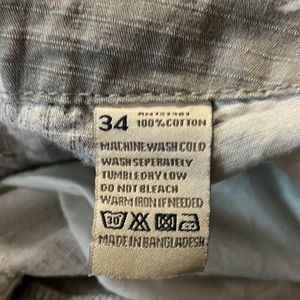 34
100% COTTON
MACHINE WASH COLD
WASH SEPERATELY
TUMBLE DRY LOW
DO NOT BLEACH
WARM IRON IF NEEDED
30
MADE IN BANGLADESH